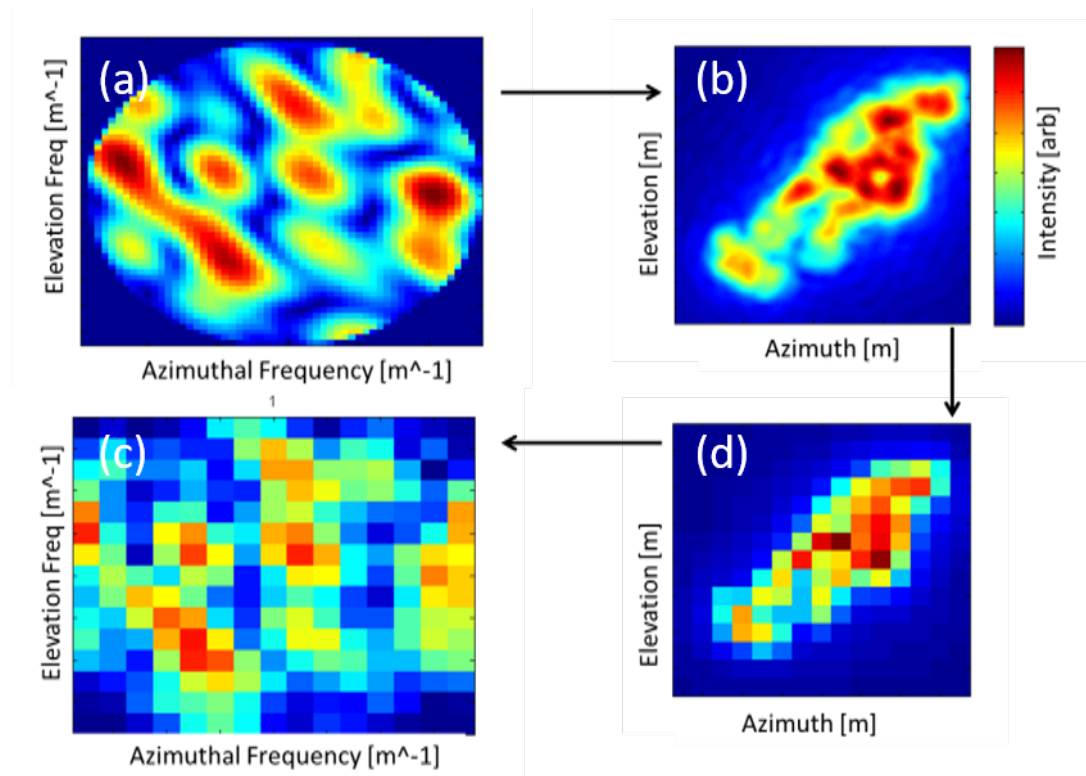 (a)
Elevation Freq [m^-1]
Azimuthal Frequency [m^-1]
(b)
Elevation [m]
Azimuth [m]
Intensity [arb]
1
(c)
Elevation Freq [m^-1]
Azimuthal Frequency [m^-1]
(d)
Elevation [m]
Azimuth [m]